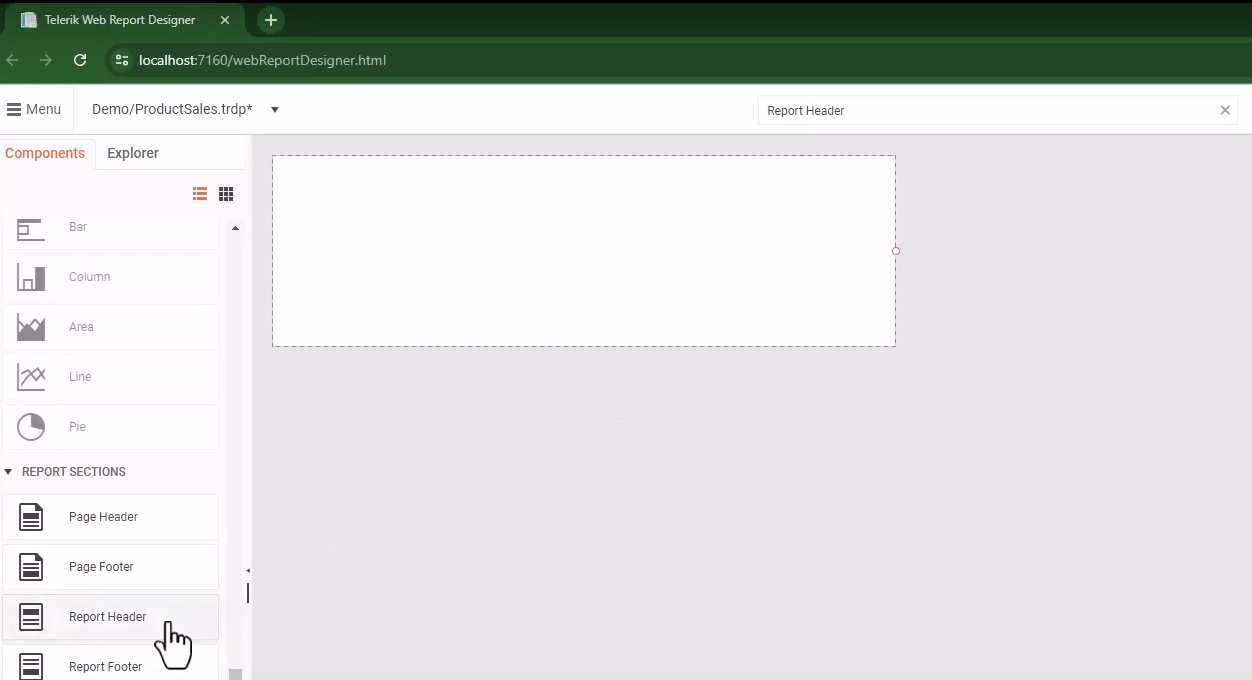 Telerik Web Report Designer
localhost:7160/webReportDesigner.html
Menu
Demo/ProductSales.trdp*
Report Header
Components
Explorer
Bar
Column
Area
Line
Pie
REPORT SECTIONS
Page Header
Page Footer
Report Header
Report Footer